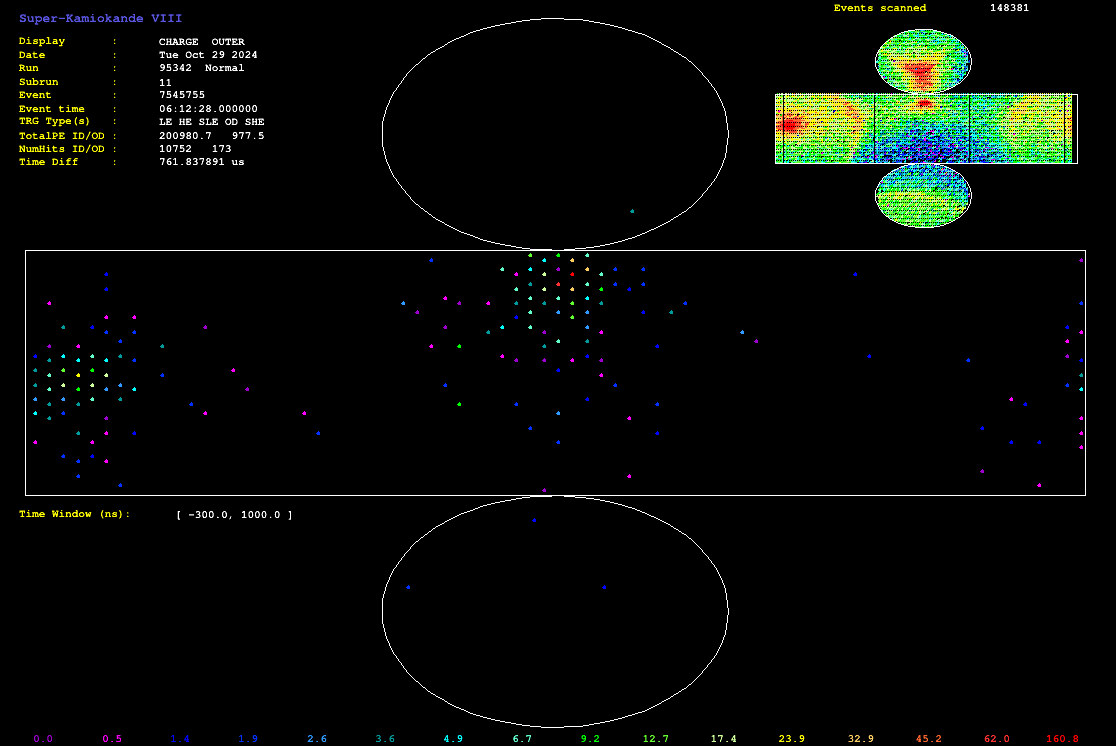 Super-Kamiokande VIII
Events scanned 148381
Display : CHARGE OUTER
Date : Tue Oct 29 2024
Run : 95342 Normal
Subrun : 11
Event : 7545755
Event time : 06:12:28.000000
TRG Type(s) : LE HE SLE OD SHE
TotalPE ID/OD : 200980.7 977.5
NumHits ID/OD : 10752 173
Time Diff : 761.837891 us
Time Window (ns): [ -300.0, 1000.0 ]
0.0 0.5 1.4 1.9 2.6 3.6 4.9 6.7 9.2 12.7 17.4 23.9 32.9 45.2 62.0 160.8